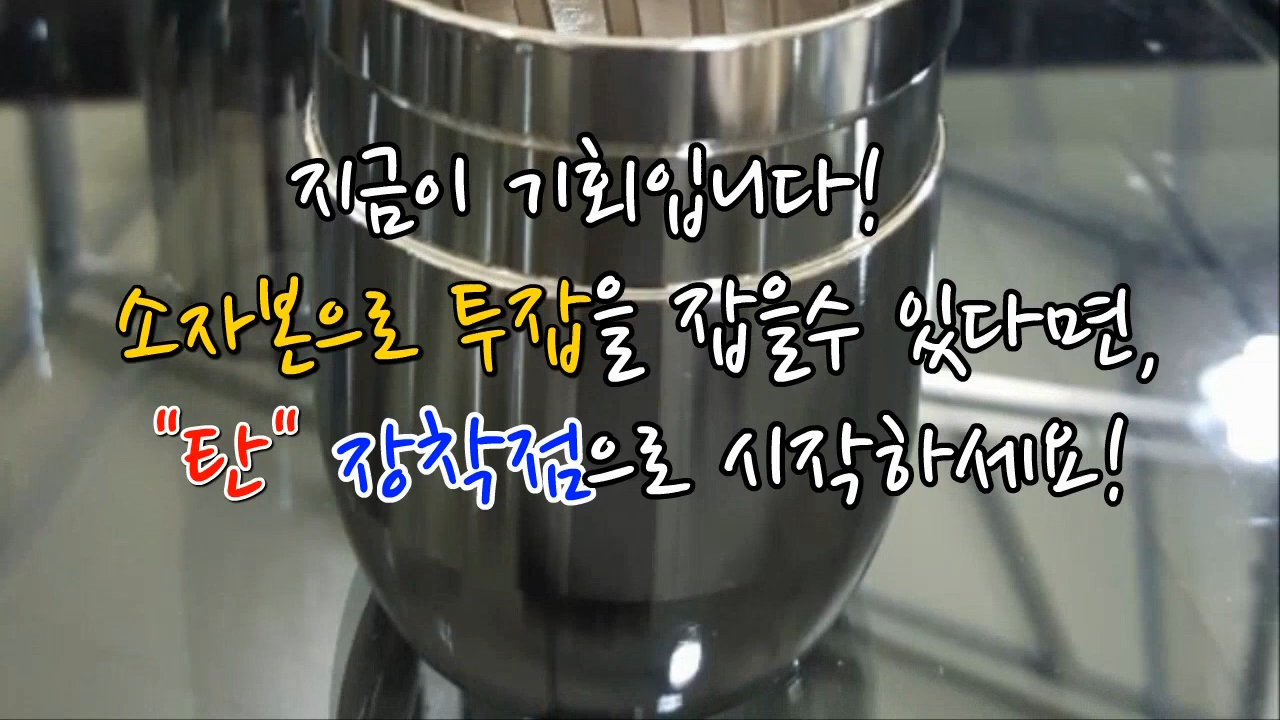 지금이 기회입니다!
소자본으로 투잡을 잡을수 있다면,
"탄" 장착점으로 시작하세요!